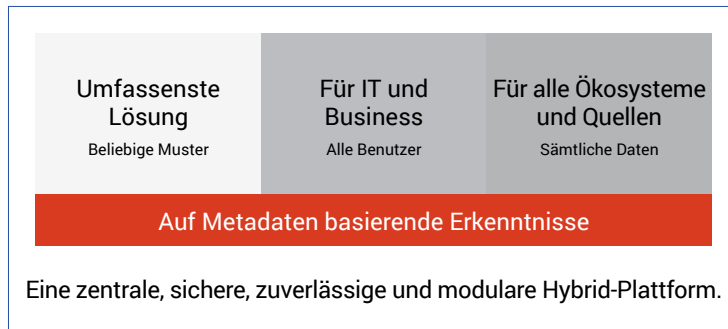 Umfassenste
Lösung
Beliebige Muster
Für IT und
Business
Alle Benutzer
Für alle Ökosysteme
und Quellen
Sämtliche Daten
Auf Metadaten basierende Erkenntnisse
Eine zentrale, sichere, zuverlässige und modulare Hybrid-Plattform.